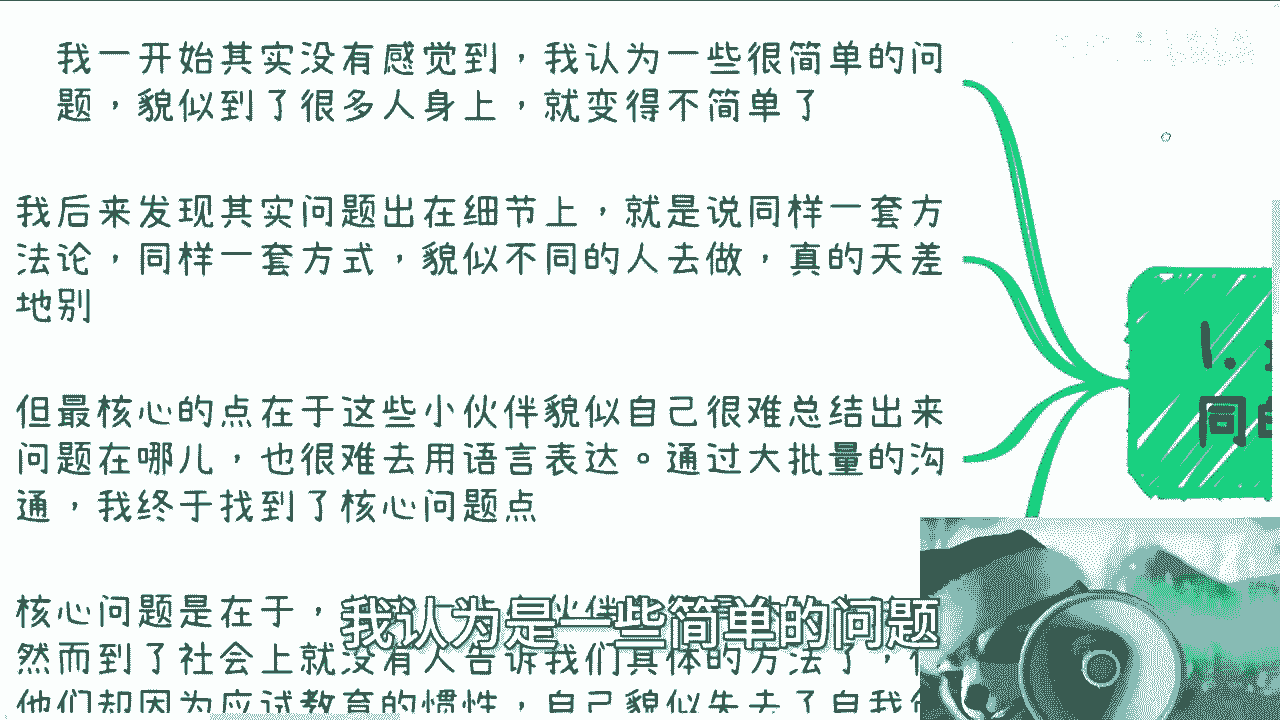 我一开始其实没有感觉到，我认为一些很简单的问
题，貌似到了很多人身上，就变得不简单了
我后来发现其实问题出在细节上，就是说同样一套方
法论，同样一套方式，貌似不同的人去做，真的天差
地别
但最核心的点在于这些小伙伴貌似自己很难总结出来
问题在哪儿，也很难去用语言表达。通过大批量的沟
通，我终于找到了核心问题点
核心问题是在于，
然而到了社会上就没有人告诉我们具体的方法了，
他们却因为应试教育的惯性，自己貌似失去了自我
1.
同的
我认为是一些简单的问题